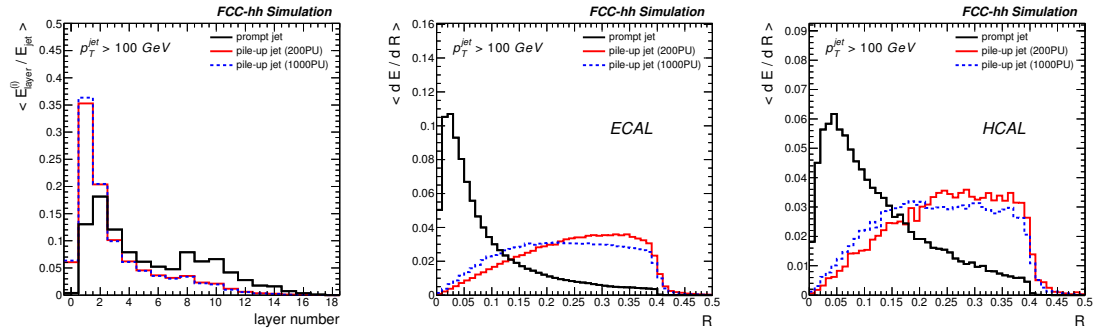 FCC-hh Simulation
< E_layer^(i) / E_jet >
0.5
0.45
0.4
0.35
0.3
0.25
0.2
0.15
0.1
0.05
0
p_T^jet > 100 GeV
prompt jet
pile-up jet (200PU)
pile-up jet (1000PU)
0 2 4 6 8 10 12 14 16 18
layer number
FCC-hh Simulation
< d E / d R >
0.16
0.14
0.12
0.1
0.08
0.06
0.04
0.02
0
p_T^jet > 100 GeV
prompt jet
pile-up jet (200PU)
pile-up jet (1000PU)
ECAL
0 0.05 0.1 0.15 0.2 0.25 0.3 0.35 0.4 0.45 0.5
R
FCC-hh Simulation
< d E / d R >
0.09
0.08
0.07
0.06
0.05
0.04
0.03
0.02
0.01
0.00
p_T^jet > 100 GeV
prompt jet
pile-up jet (200PU)
pile-up jet (1000PU)
HCAL
0 0.05 0.1 0.15 0.2 0.25 0.3 0.35 0.4 0.45 0.5
R